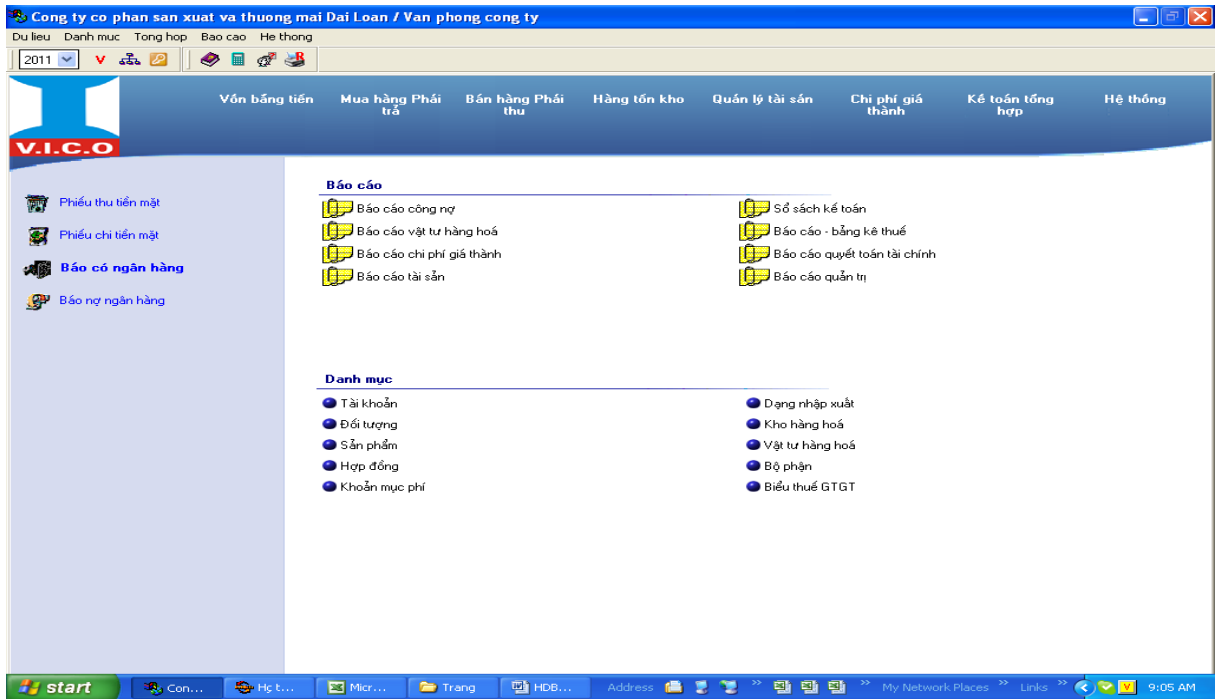 Cong ty co phan san xuat va thuong mai Dai Loan / Van phong cong ty
Du lieu Danh muc Tong hop Bao cao He thong
2011
V.I.C.O
Vốn bằng tiền
Mua hàng Phải
trả
Bán hàng Phải
thu
Hàng tồn kho
Quản lý tài sản
Chi phí giá
thành
Kế toán tổng
hợp
Hệ thống
Phiếu thu tiền mặt
Phiếu chi tiền mặt
Báo có ngân hàng
Báo nợ ngân hàng
Báo cáo
Báo cáo công nợ
Sổ sách kế toán
Báo cáo vật tư hàng hoá
Báo cáo - bảng kê thuế
Báo cáo chi phí giá thành
Báo cáo quyết toán tài chính
Báo cáo tài sản
Báo cáo quản trị
Danh mục
Tài khoản
Dạng nhập xuất
Đối tượng
Kho hàng hoá
Sản phẩm
Vật tư hàng hoá
Hợp đồng
Bộ phận
Khoản mục phí
Biểu thuế GTGT
start Con... Hç t... Micr... Trang HDB... Address My Network Places Links 9:05 AM